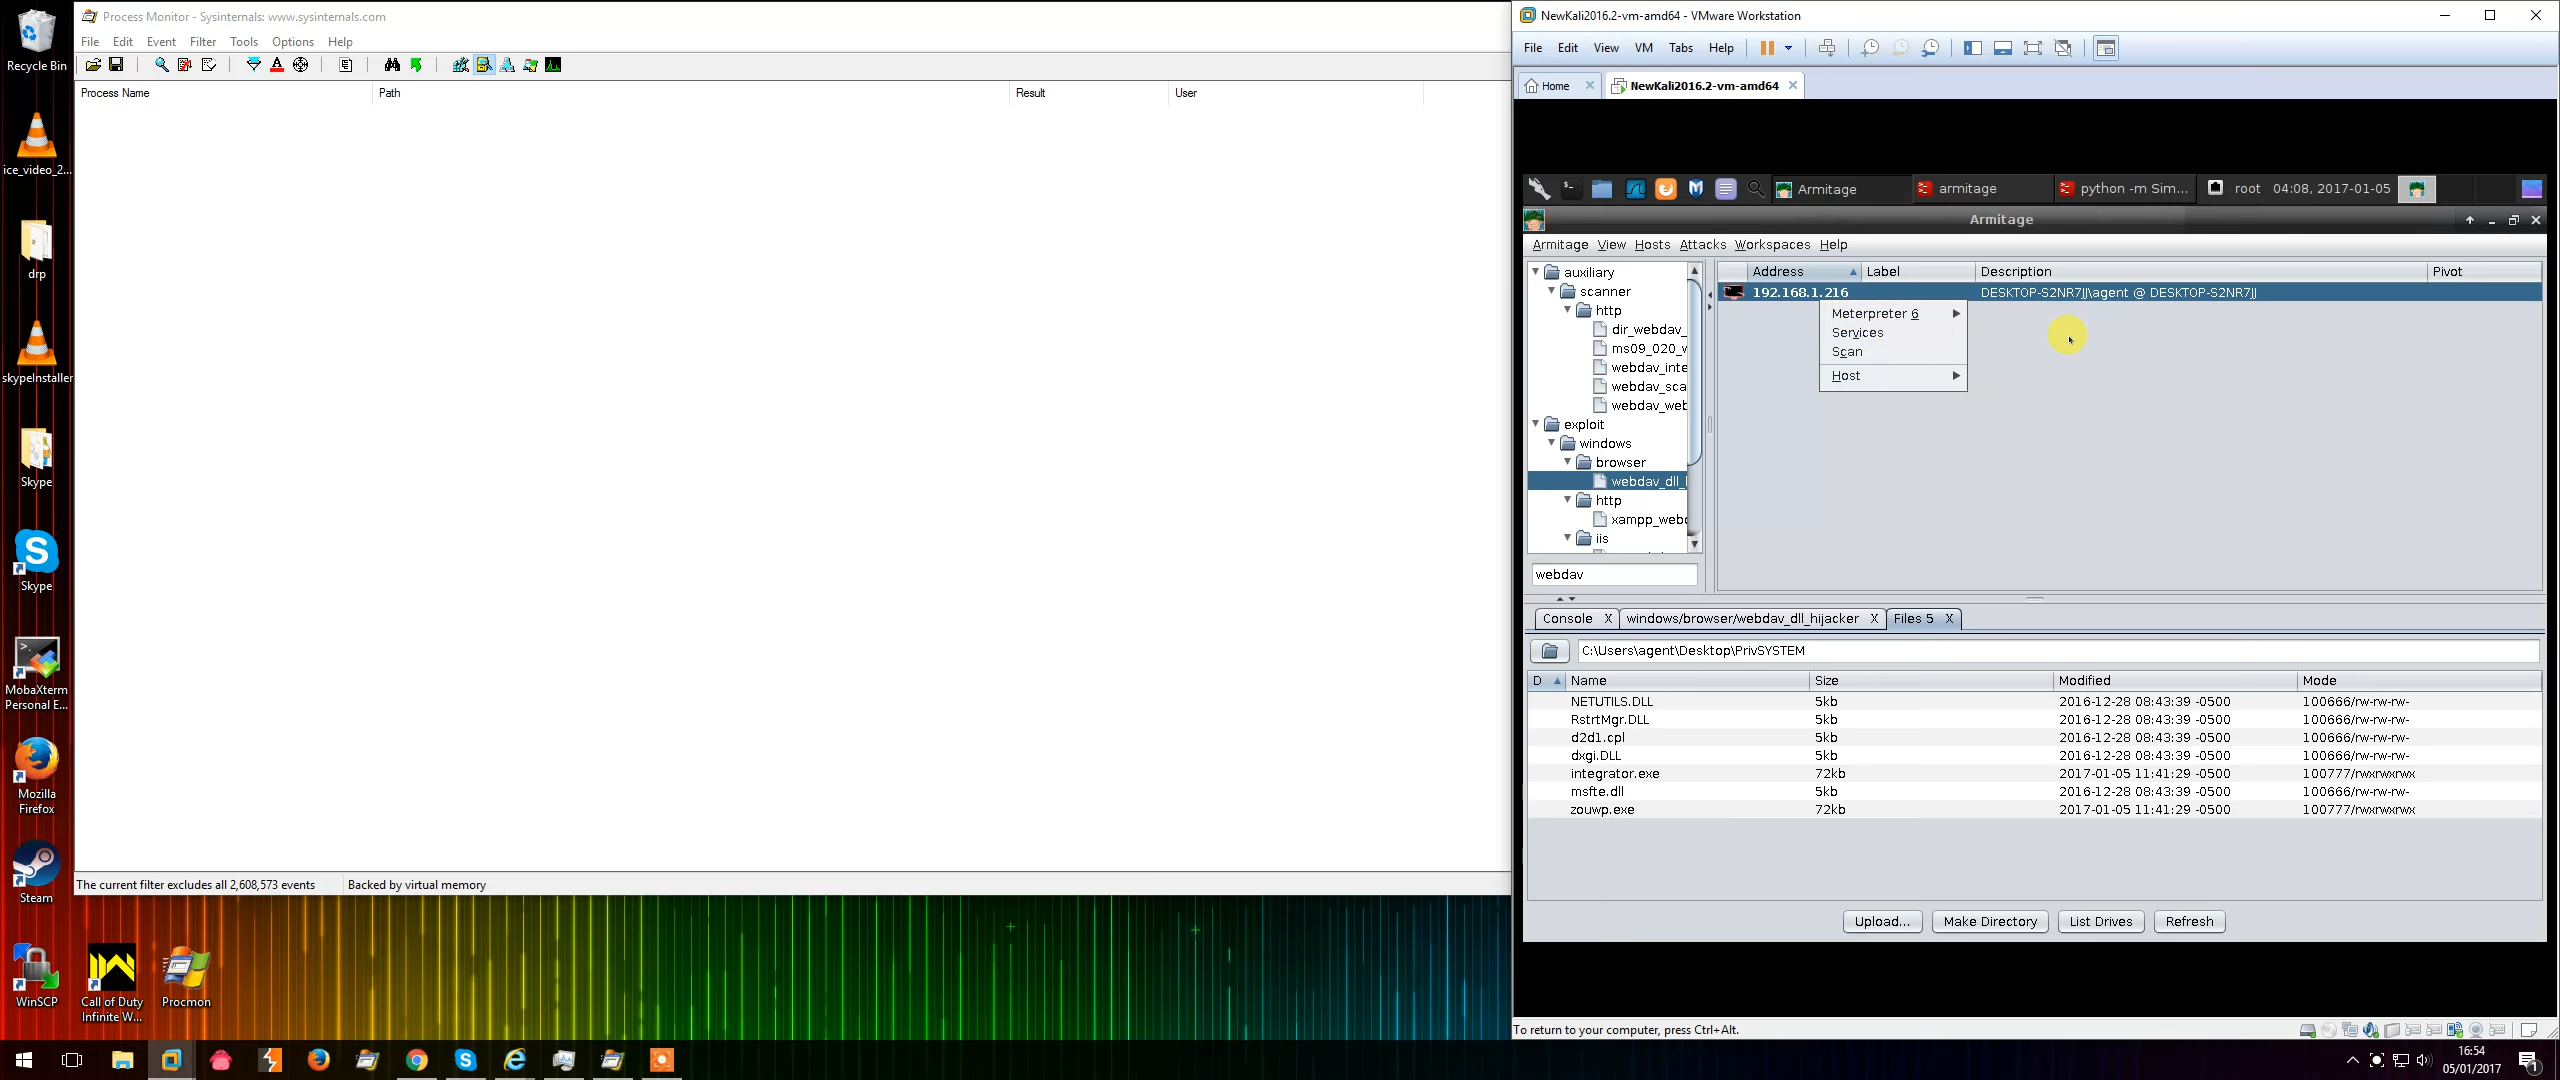 Recycle Bin
ice_video_2...
drp
skypeInstaller
Skype
Skype
MobaXterm
Personal E...
Mozilla
Firefox
Steam
WinSCP
Call of Duty
Infinite W...
Procmon
Process Monitor - Sysinternals: www.sysinternals.com
File Edit Event Filter Tools Options Help
Process Name Path Result User
The current filter excludes all 2,608,573 events Backed by virtual memory
NewKali2016.2-vm-amd64 - VMware Workstation
File Edit View VM Tabs Help
Home NewKali2016.2-vm-amd64
Armitage armitage python -m Sim... root 04:08, 2017-01-05
Armitage
Armitage View Hosts Attacks Workspaces Help
auxiliary
scanner
http
dir_webdav_
ms09_020_w
webdav_inte
webdav_sca
webdav_web
exploit
windows
browser
webdav_dll_
http
xampp_webd
iis
webdav
Address Label Description Pivot
192.168.1.216 DESKTOP-S2NR7JJ\agent @ DESKTOP-S2NR7JJ
Meterpreter 6
Services
Scan
Host
Console X windows/browser/webdav_dll_hijacker X Files 5 X
C:\Users\agent\Desktop\PrivSYSTEM
D Name Size Modified Mode
NETUTILS.DLL 5kb 2016-12-28 08:43:39 -0500 100666/rw-rw-rw-
RstrtMgr.DLL 5kb 2016-12-28 08:43:39 -0500 100666/rw-rw-rw-
d2d1.cpl 5kb 2016-12-28 08:43:39 -0500 100666/rw-rw-rw-
dxgi.DLL 5kb 2016-12-28 08:43:39 -0500 100666/rw-rw-rw-
integrator.exe 72kb 2017-01-05 11:41:29 -0500 100777/rwxrwxrwx
msfte.dll 5kb 2016-12-28 08:43:39 -0500 100666/rw-rw-rw-
zouwp.exe 72kb 2017-01-05 11:41:29 -0500 100777/rwxrwxrwx
Upload... Make Directory List Drives Refresh
To return to your computer, press Ctrl+Alt.
16:54
05/01/2017